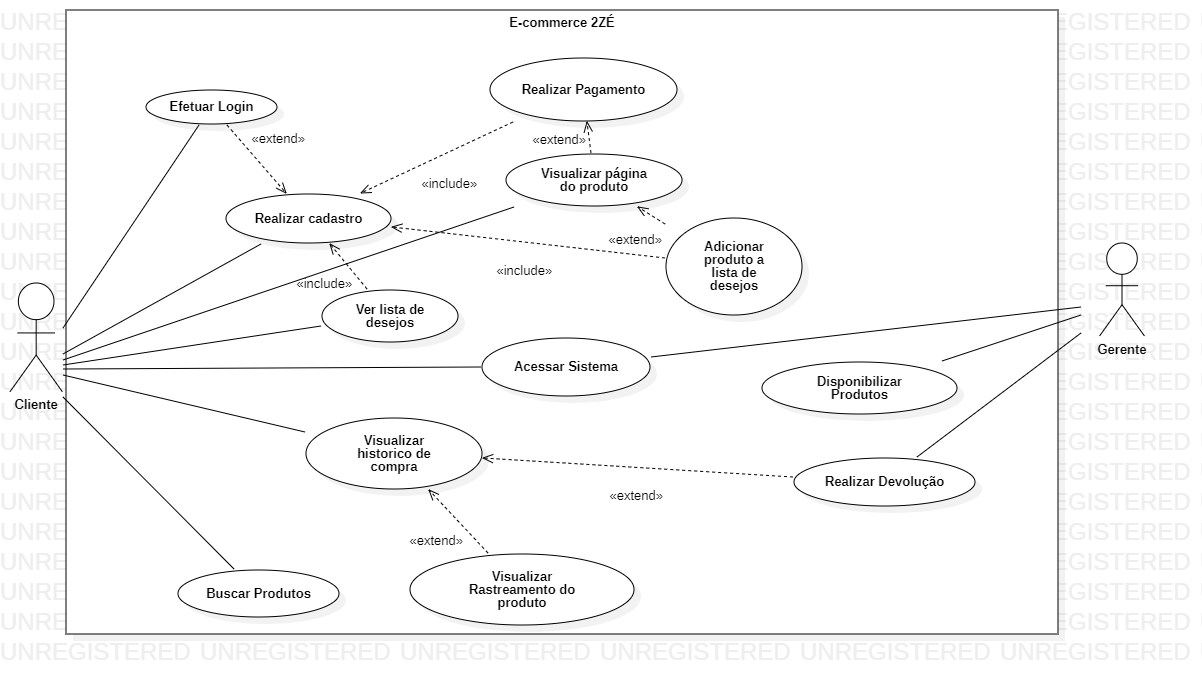 E-commerce 2ZÉ
Realizar Pagamento
Efetuar Login
«extend»
«extend»
Visualizar página
do produto
«include»
Realizar cadastro
«extend»
Adicionar
produto a
lista de
desejos
«include»
«include»
Ver lista de
desejos
Gerente
Acessar Sistema
Disponibilizar
Produtos
Cliente
Visualizar
historico de
compra
Realizar Devolução
«extend»
«extend»
Visualizar
Rastreamento do
produto
Buscar Produtos
UNREGISTERED UNREGISTERED UNREGISTERED UNREGISTERED UNREGISTERED UNREGISTERED